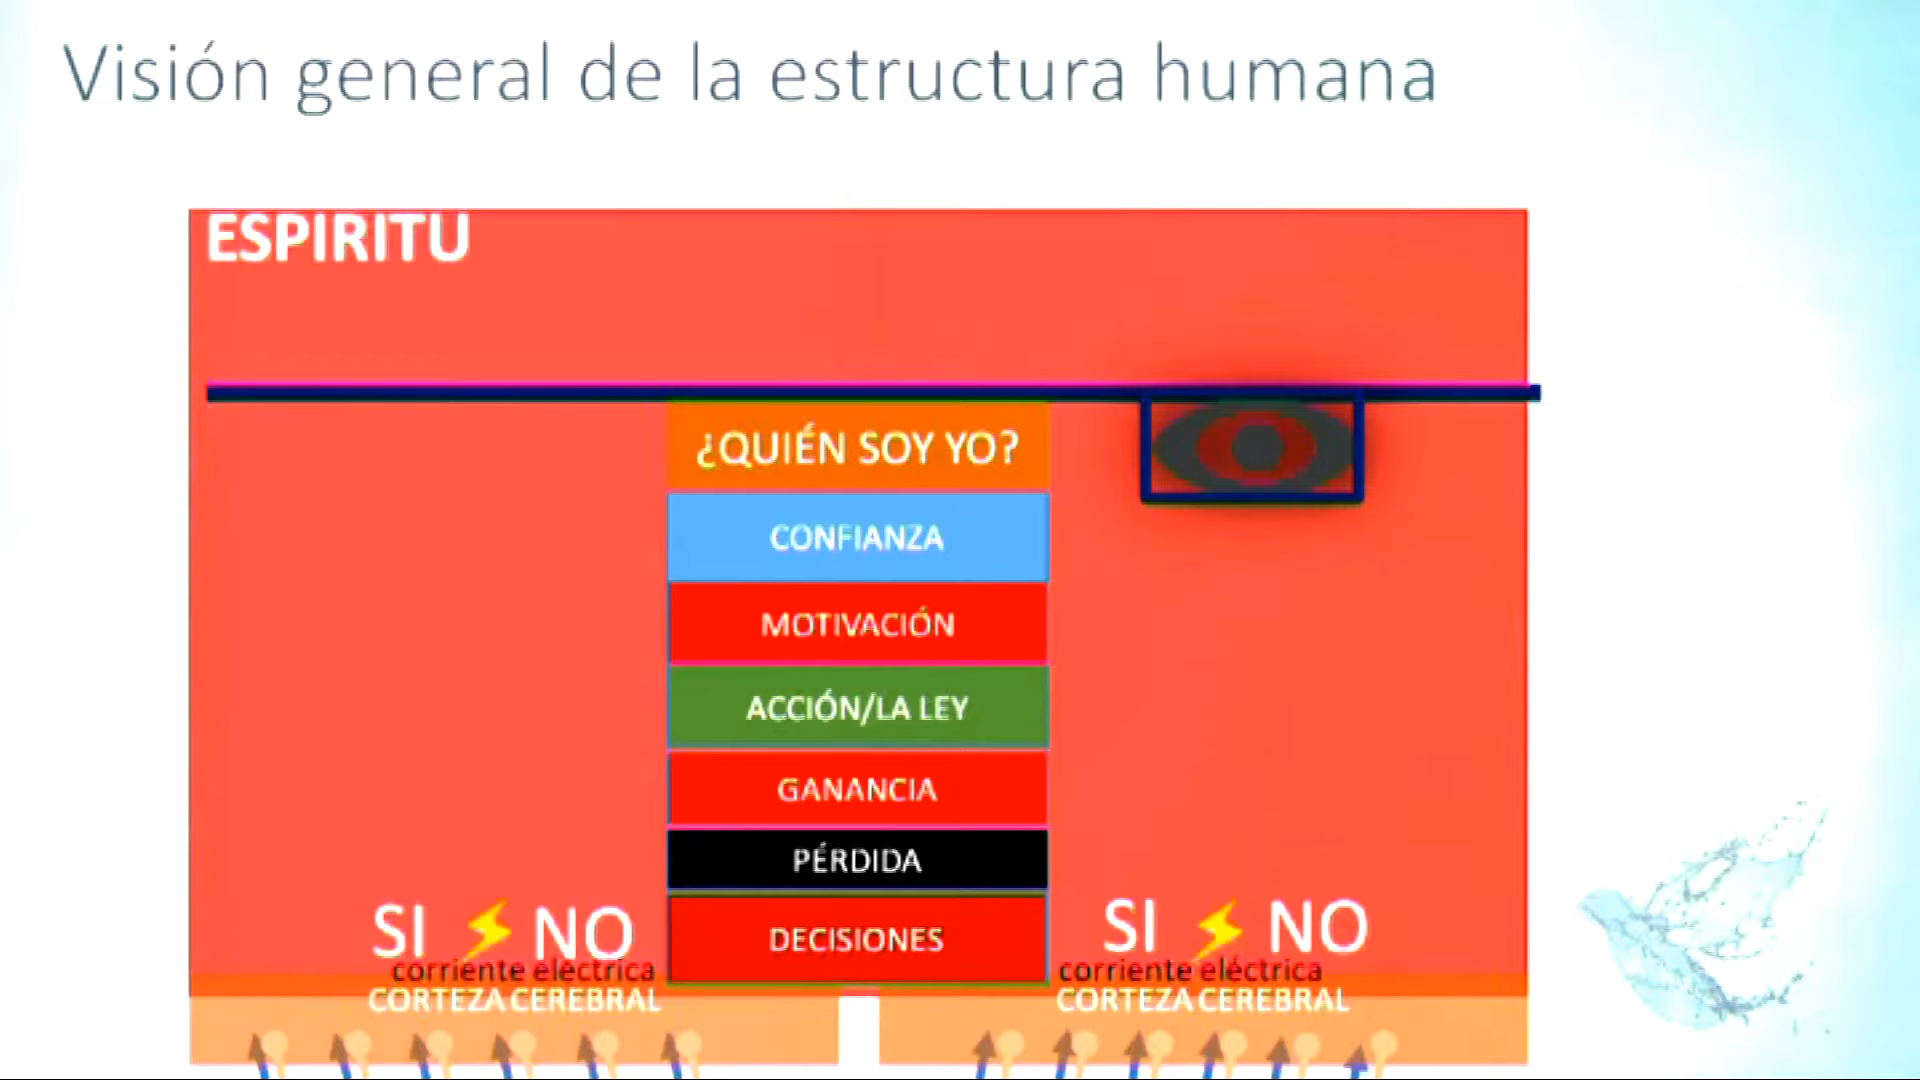 Visión general de la estructura humana
ESPIRITU
¿QUIÉN SOY YO?
CONFIANZA
MOTIVACIÓN
ACCIÓN/LA LEY
GANANCIA
PÉRDIDA
DECISIONES
SI NO
corriente eléctrica
CORTEZA CEREBRAL
SI NO
corriente eléctrica
CORTEZA CEREBRAL